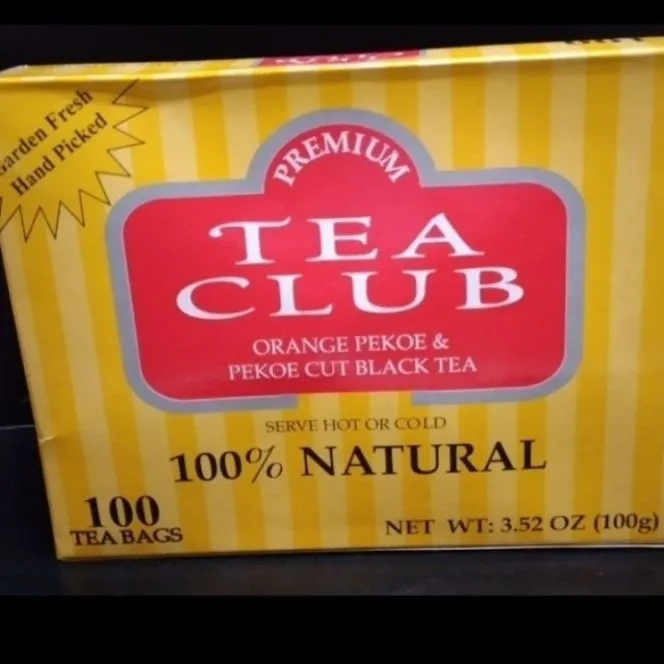 Garden Fresh
Hand Picked
PREMIUM
TEA
CLUB
ORANGE PEKOE &
PEKOE CUT BLACK TEA
SERVE HOT OR COLD
100% NATURAL
100
TEA BAGS
NET WT: 3.52 OZ (100g)